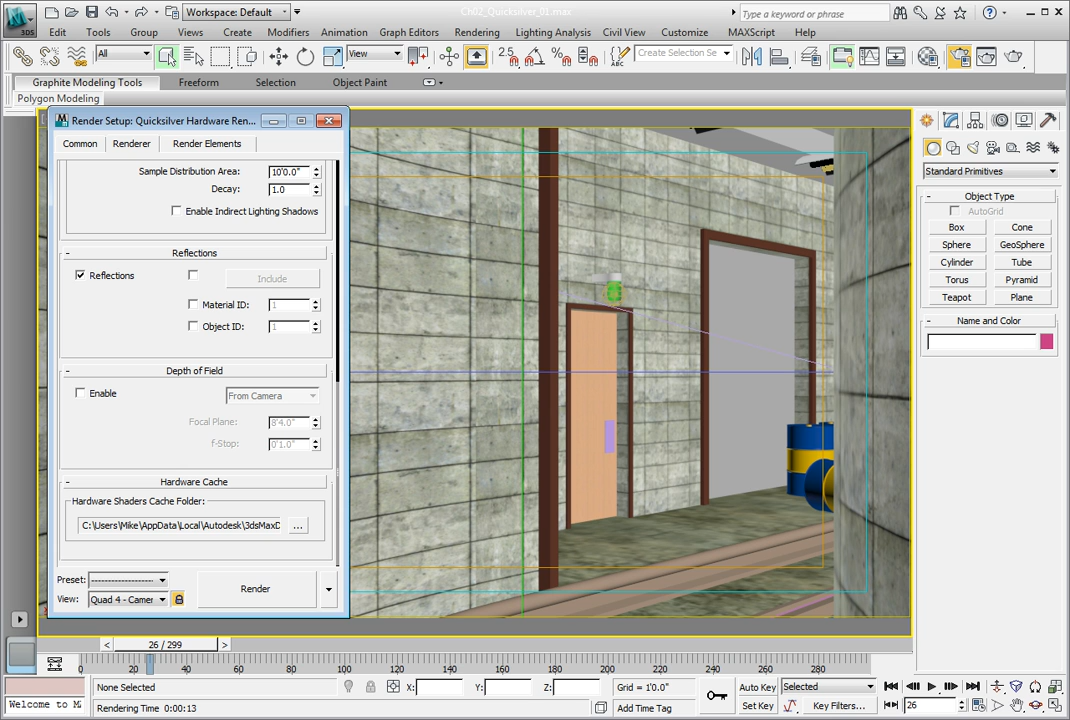 Workspace: Default
Ch02_Quicksilver_01.max
Type a keyword or phrase
3DS
Edit Tools Group Views Create Modifiers Animation Graph Editors Rendering Lighting Analysis Civil View Customize MAXScript Help
All
View
2.5
Create Selection Se
Graphite Modeling Tools Freeform Selection Object Paint
Polygon Modeling
Render Setup: Quicksilver Hardware Ren...
Common Renderer Render Elements
Sample Distribution Area: 10'0.0"
Decay: 1.0
Enable Indirect Lighting Shadows
Reflections
Reflections Include
Material ID: 1
Object ID: 1
Depth of Field
Enable From Camera
Focal Plane: 8'4.0"
f-Stop: 0'1.0"
Hardware Cache
Hardware Shaders Cache Folder:
C:\Users\Mike\AppData\Local\Autodesk\3dsMaxD ...
Preset: --------------------
View: Quad 4 - Camer
Render
Standard Primitives
Object Type
AutoGrid
Box Cone
Sphere GeoSphere
Cylinder Tube
Torus Pyramid
Teapot Plane
Name and Color
< 26 / 299 >
0 20 40 60 80 100 120 140 160 180 200 220 240 260 280
None Selected X: Y: Z: Grid = 1'0.0" Auto Key Selected
Welcome to M
Rendering Time 0:00:13 Add Time Tag Set Key Key Filters... 26